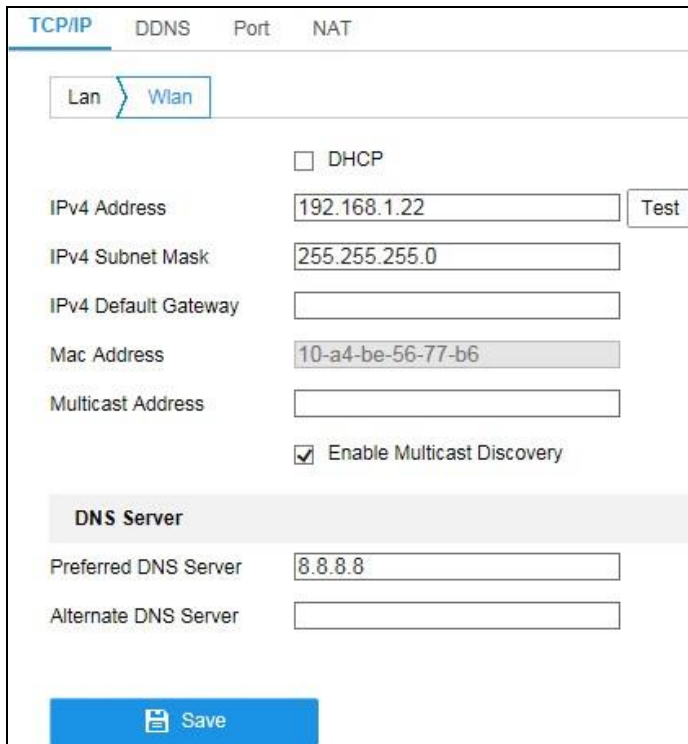 TCP/IP DDNS Port NAT
Lan Wlan
DHCP
IPv4 Address 192.168.1.22 Test
IPv4 Subnet Mask 255.255.255.0
IPv4 Default Gateway
Mac Address 10-a4-be-56-77-b6
Multicast Address
Enable Multicast Discovery
DNS Server
Preferred DNS Server 8.8.8.8
Alternate DNS Server
Save